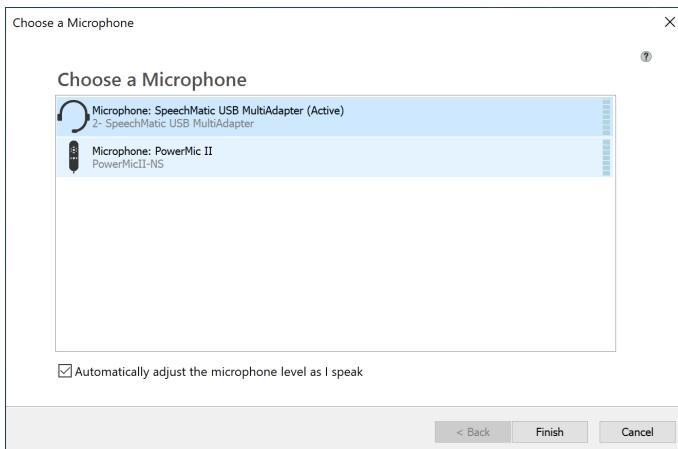 Choose a Microphone
?
Choose a Microphone
Microphone: SpeechMatic USB MultiAdapter (Active)
2- SpeechMatic USB MultiAdapter
Microphone: PowerMic II
PowerMicII-NS
Automatically adjust the microphone level as I speak
< Back Finish Cancel